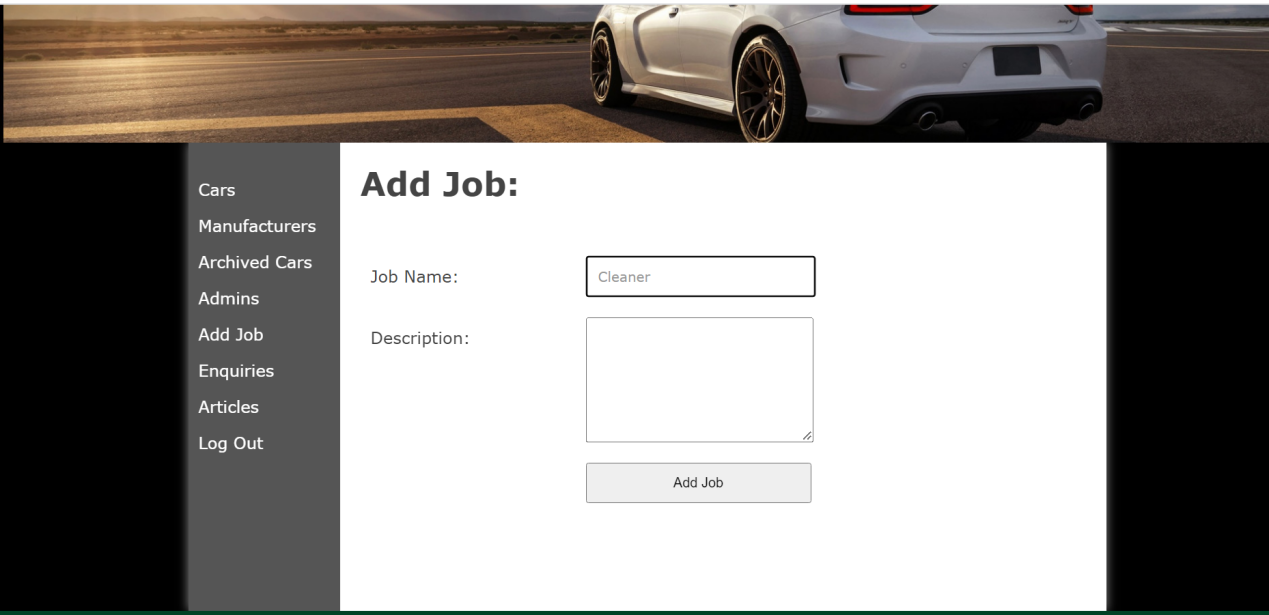 Cars
Manufacturers
Archived Cars
Admins
Add Job
Enquiries
Articles
Log Out
Add Job:
Job Name:
Cleaner
Description:
Add Job